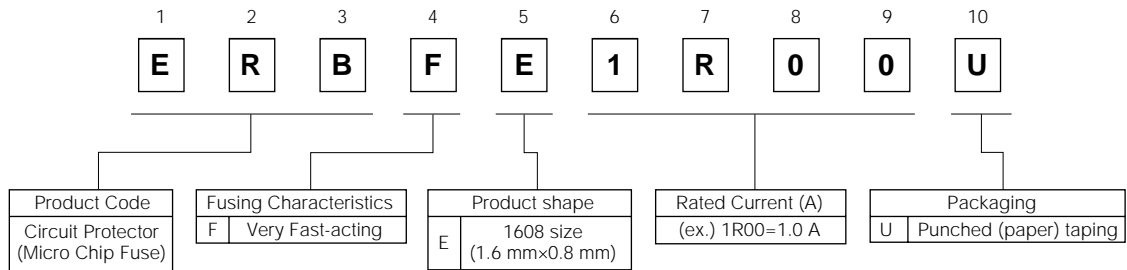 1 2 3 4 5 6 7 8 9 10
E R B F E 1 R 0 0 U
Product Code
Circuit Protector
(Micro Chip Fuse)
Fusing Characteristics
F Very Fast-acting
Product shape
E 1608 size
(1.6 mm×0.8 mm)
Rated Current (A)
(ex.) 1R00=1.0 A
Packaging
U Punched (paper) taping